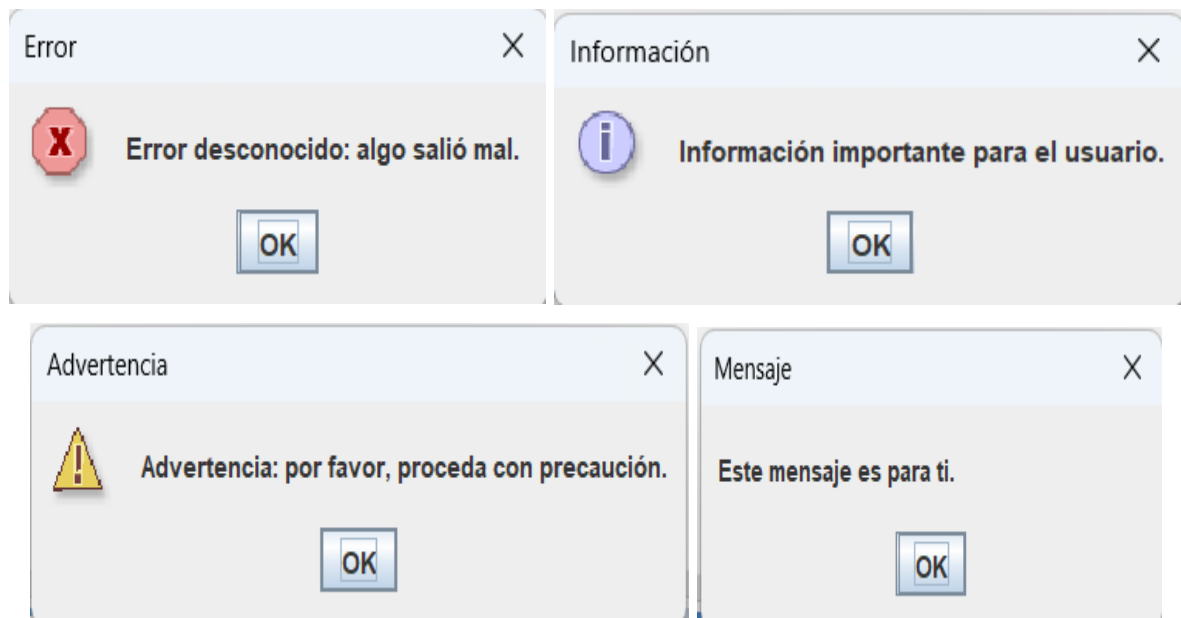 Error
Error desconocido: algo salió mal.
OK
Información
Información importante para el usuario.
OK
Advertencia
Advertencia: por favor, proceda con precaución.
OK
Mensaje
Este mensaje es para ti.
OK